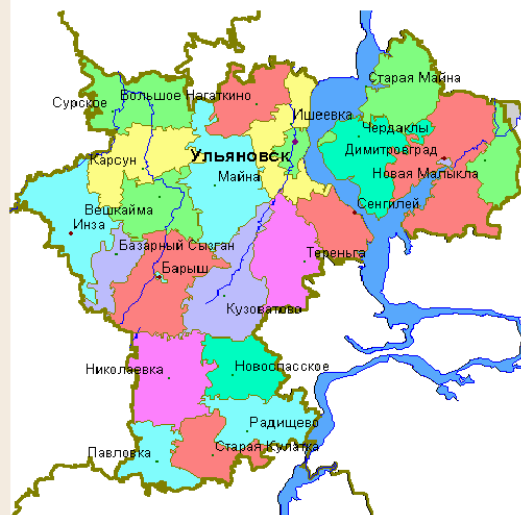 Старая Майна
Большое Нагаткино
Сурское
Ишеевка
Чердаклы
Димитровград
Ульяновск
Карсун
Новая Малыкла
Майна
Вешкайма
Сенгилей
Инза
Базарный Сызган
Тереньга
Барыш
Кузоватово
Николаевка
Новоспасское
Радищево
Старая Кулатка
Павловка